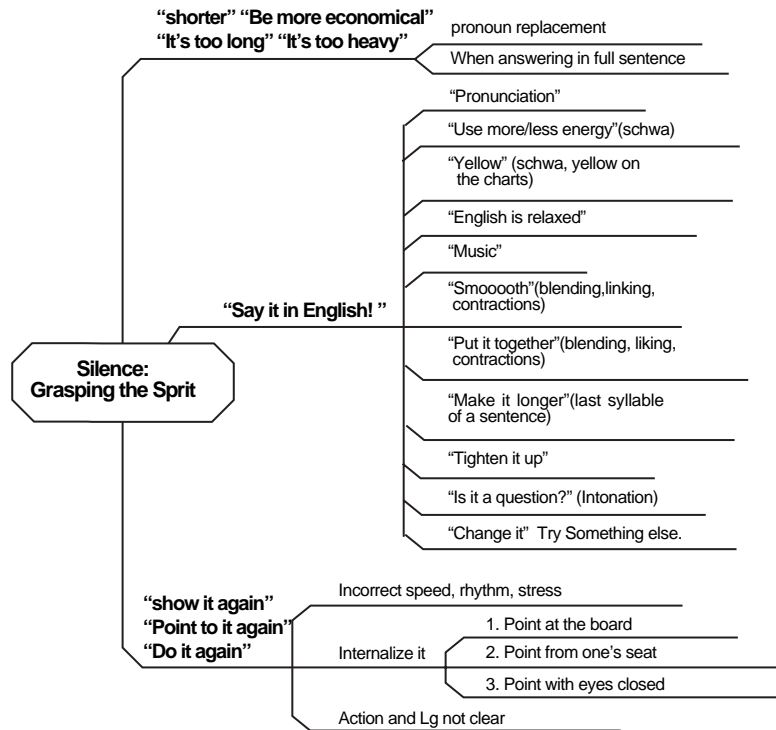 “shorter” “Be more economical”
“It’s too long” “It’s too heavy”
pronoun replacement
When answering in full sentence
“Pronunciation”
“Use more/less energy”(schwa)
“Yellow” (schwa, yellow on
the charts)
“English is relaxed”
“Music”
“Smooooth”(blending,linking,
contractions)
“Say it in English! ”
“Put it together”(blending, liking,
contractions)
“Make it longer”(last syllable
of a sentence)
“Tighten it up”
“Is it a question?” (Intonation)
“Change it” Try Something else.
Silence:
Grasping the Sprit
“show it again”
“Point to it again”
“Do it again”
Incorrect speed, rhythm, stress
Internalize it
1. Point at the board
2. Point from one’s seat
3. Point with eyes closed
Action and Lg not clear